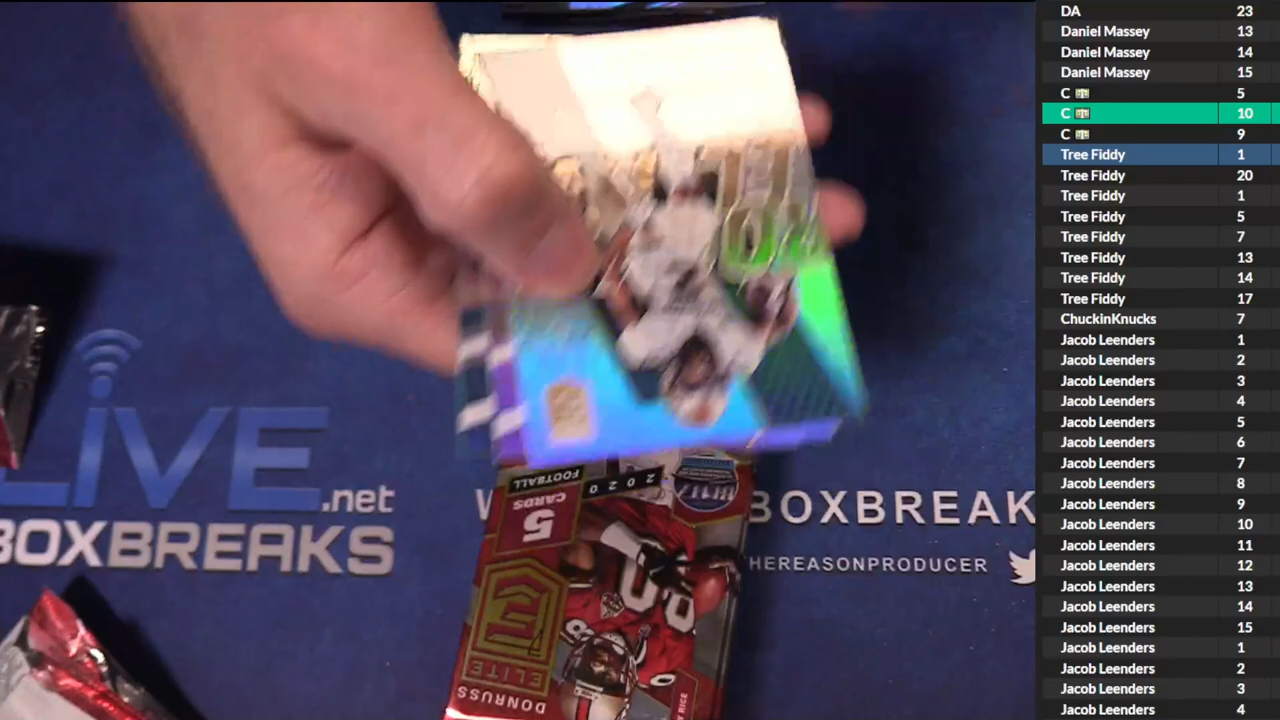 DA 23
Daniel Massey 13
Daniel Massey 14
Daniel Massey 15
C 5
C 10
C 9
Tree Fiddy 1
Tree Fiddy 20
Tree Fiddy 1
Tree Fiddy 5
Tree Fiddy 7
Tree Fiddy 13
Tree Fiddy 14
Tree Fiddy 17
ChuckinKnucks 7
Jacob Leenders 1
Jacob Leenders 2
Jacob Leenders 3
Jacob Leenders 4
Jacob Leenders 5
Jacob Leenders 6
Jacob Leenders 7
Jacob Leenders 8
Jacob Leenders 9
Jacob Leenders 10
Jacob Leenders 11
Jacob Leenders 12
Jacob Leenders 13
Jacob Leenders 14
Jacob Leenders 15
Jacob Leenders 1
Jacob Leenders 2
Jacob Leenders 3
Jacob Leenders 4
LiVE.net
BOXBREAKS
BOXBREAK
HEREASONPRODUCER
2020
FOOTBALL
5
CARDS
ELITE
DONRUSS
80
RICE